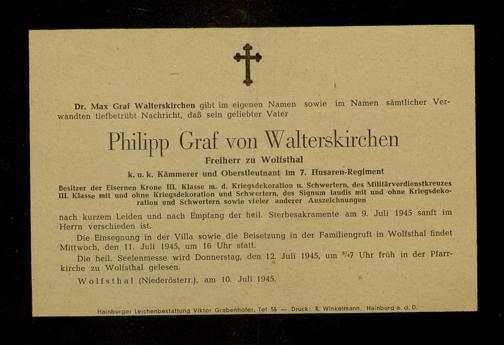 Dr. Max Graf Walterskirchen gibt im eigenen Namen sowie im Namen sämtlicher Ver-
wandten tiefbetrübt Nachricht, daß sein geliebter Vater
Philipp Graf von Walterskirchen
Freiherr zu Wolfsthal
k. u. k. Kämmerer und Oberstleutnant im 7. Husaren-Regiment
Besitzer der Eisernen Krone III. Klasse m. d. Kriegsdekoration u. Schwertern, des Militärverdienstkreuzes
III. Klasse mit und ohne Kriegsdekoration und Schwertern, des Signum laudis mit und ohne Kriegsdeko-
ration und Schwertern sowie vieler anderer Auszeichnungen
nach kurzem Leiden und nach Empfang der heil. Sterbesakramente am 9. Juli 1945 sanft im
Herrn verschieden ist.
Die Einsegnung in der Villa sowie die Beisetzung in der Familiengruft in Wolfsthal findet
Mittwoch, den 11. Juli 1945, um 16 Uhr statt.
Die heil. Seelenmesse wird Donnerstag, den 12. Juli 1945, um ¾7 Uhr früh in der Pfarr-
kirche zu Wolfsthal gelesen.
Wolfsthal (Niederösterr.), am 10. Juli 1945.
Hainburger Leichenbestattung Viktor Grabenhofer, Tel 55 — Druck: R. Winkelmann, Hainburg a. d. D.